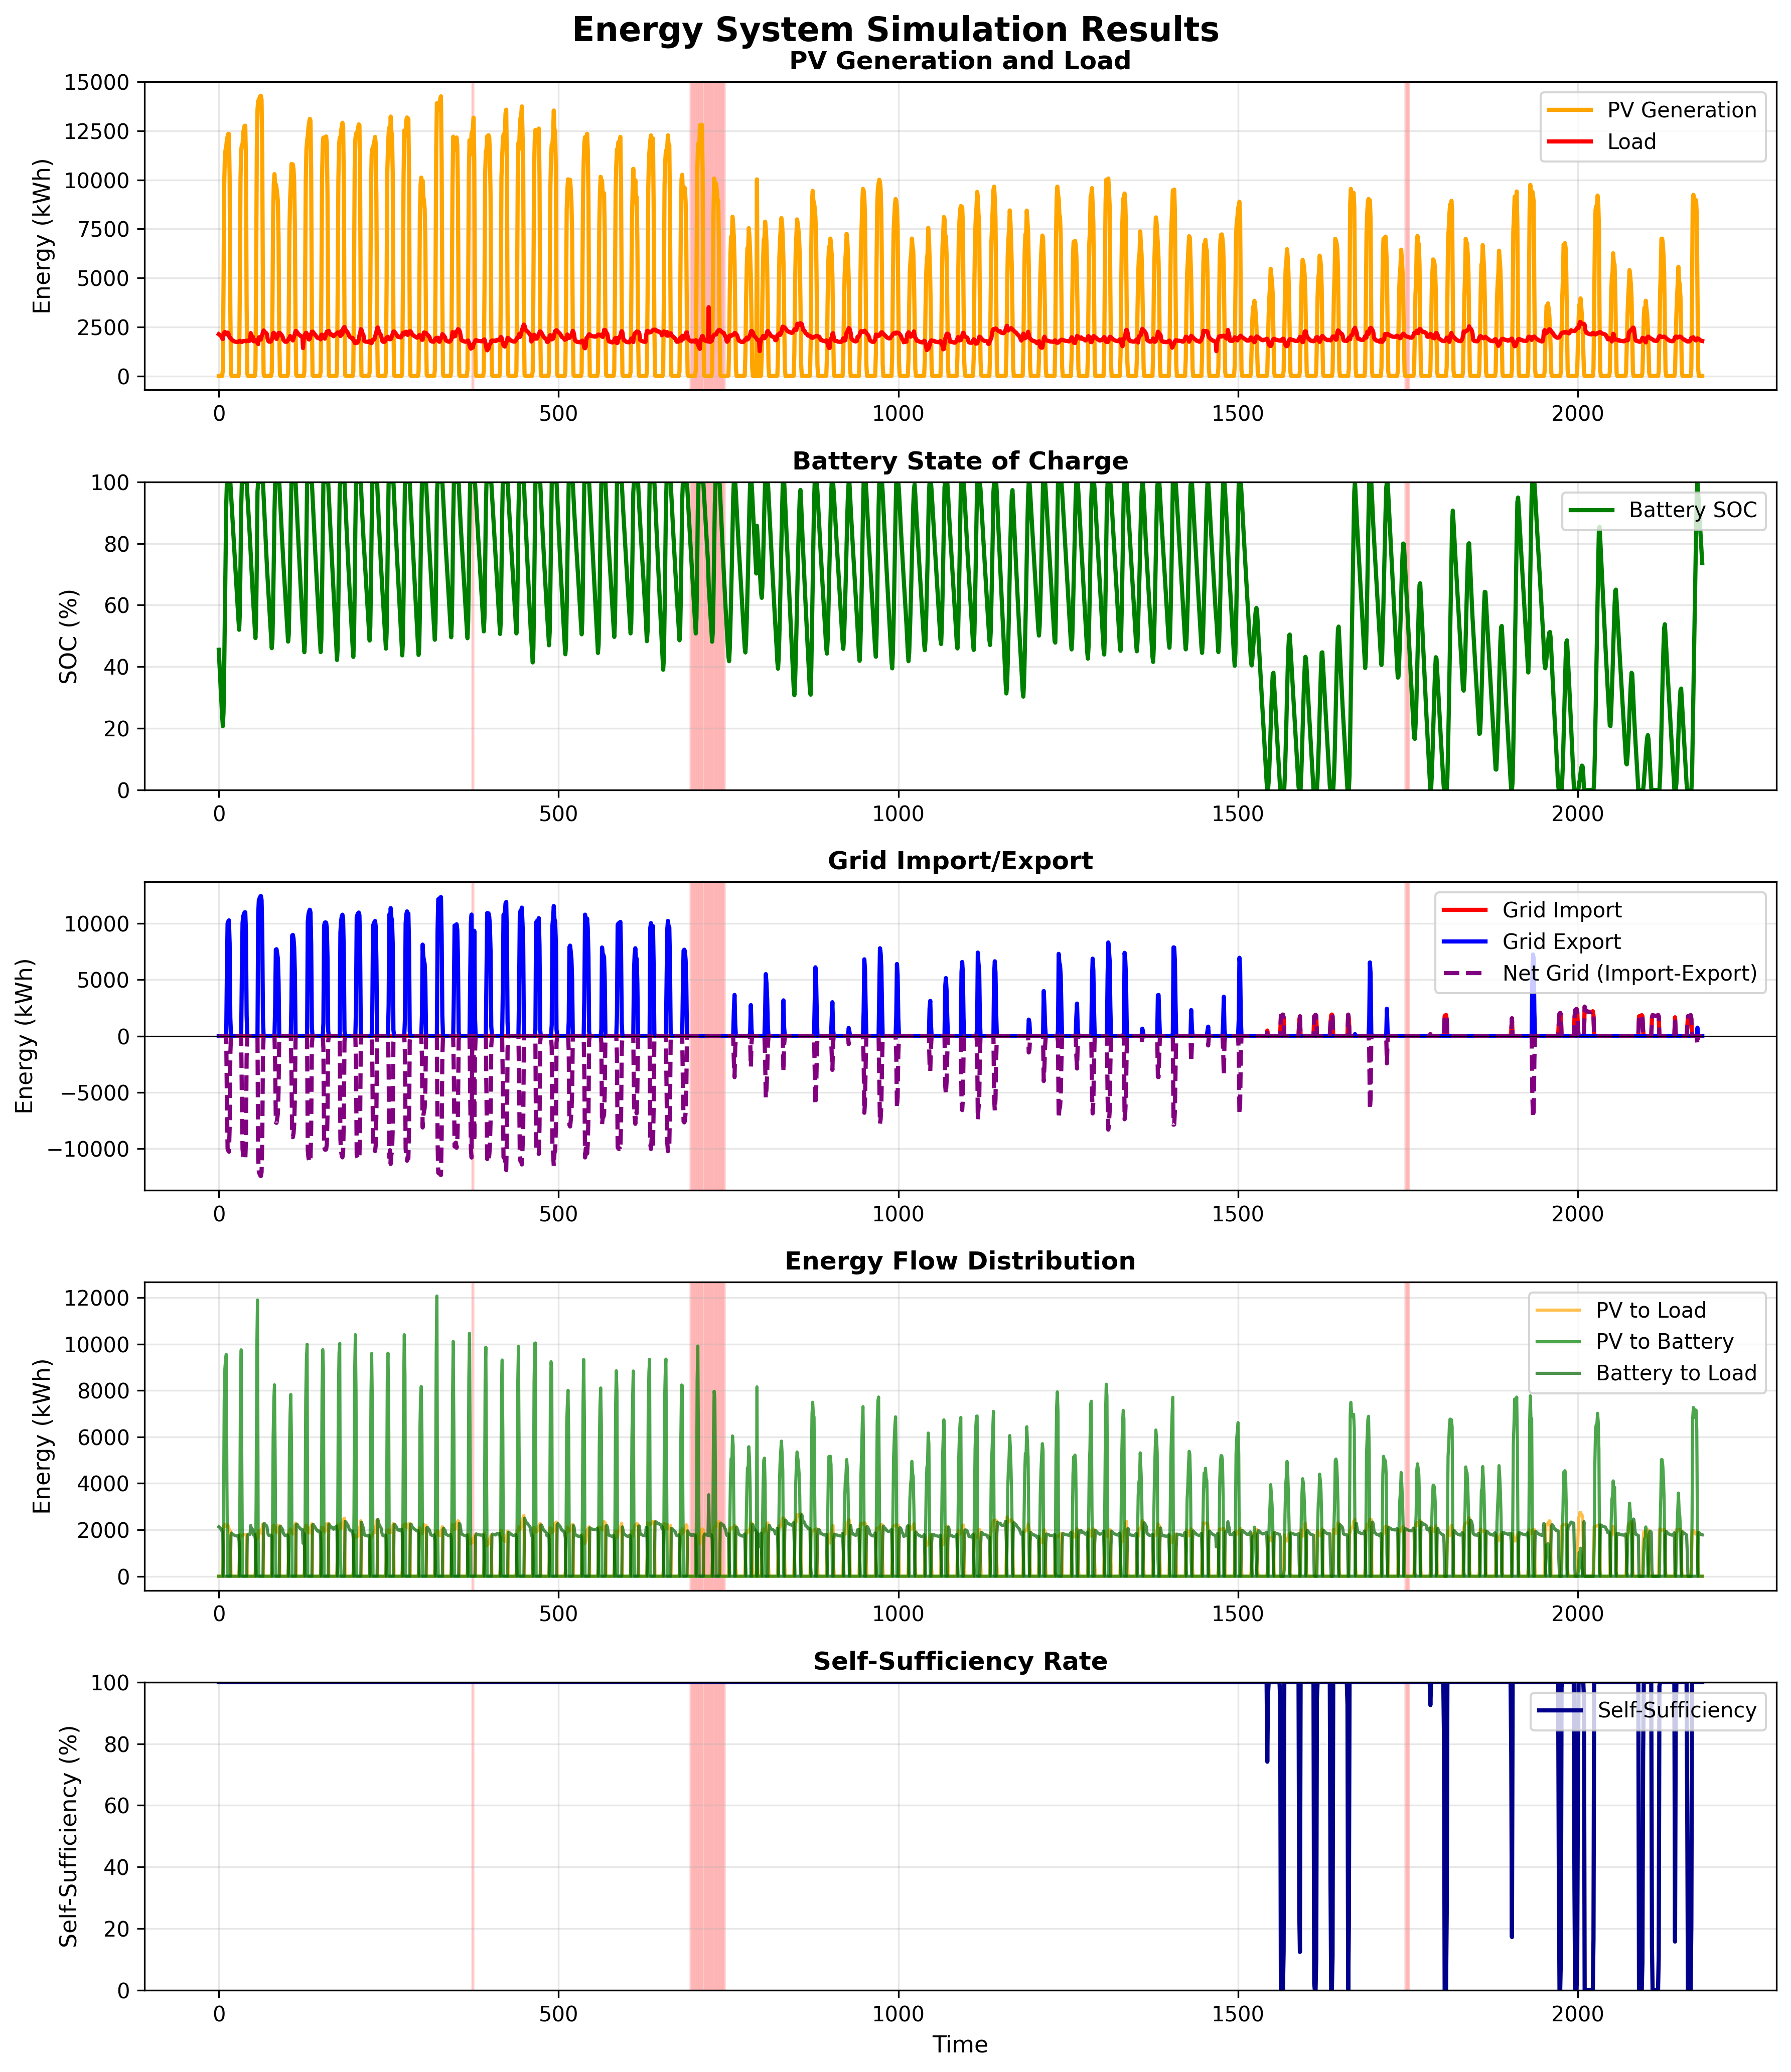 Energy System Simulation Results
PV Generation and Load
Energy (kWh)
15000
12500
10000
7500
5000
2500
0
PV Generation
Load
0 500 1000 1500 2000
Battery State of Charge
SOC (%)
100
80
60
40
20
0
Battery SOC
0 500 1000 1500 2000
Grid Import/Export
Energy (kWh)
10000
5000
0
−5000
−10000
Grid Import
Grid Export
Net Grid (Import-Export)
0 500 1000 1500 2000
Energy Flow Distribution
Energy (kWh)
12000
10000
8000
6000
4000
2000
0
PV to Load
PV to Battery
Battery to Load
0 500 1000 1500 2000
Self-Sufficiency Rate
Self-Sufficiency (%)
100
80
60
40
20
0
Self-Sufficiency
0 500 1000 1500 2000
Time